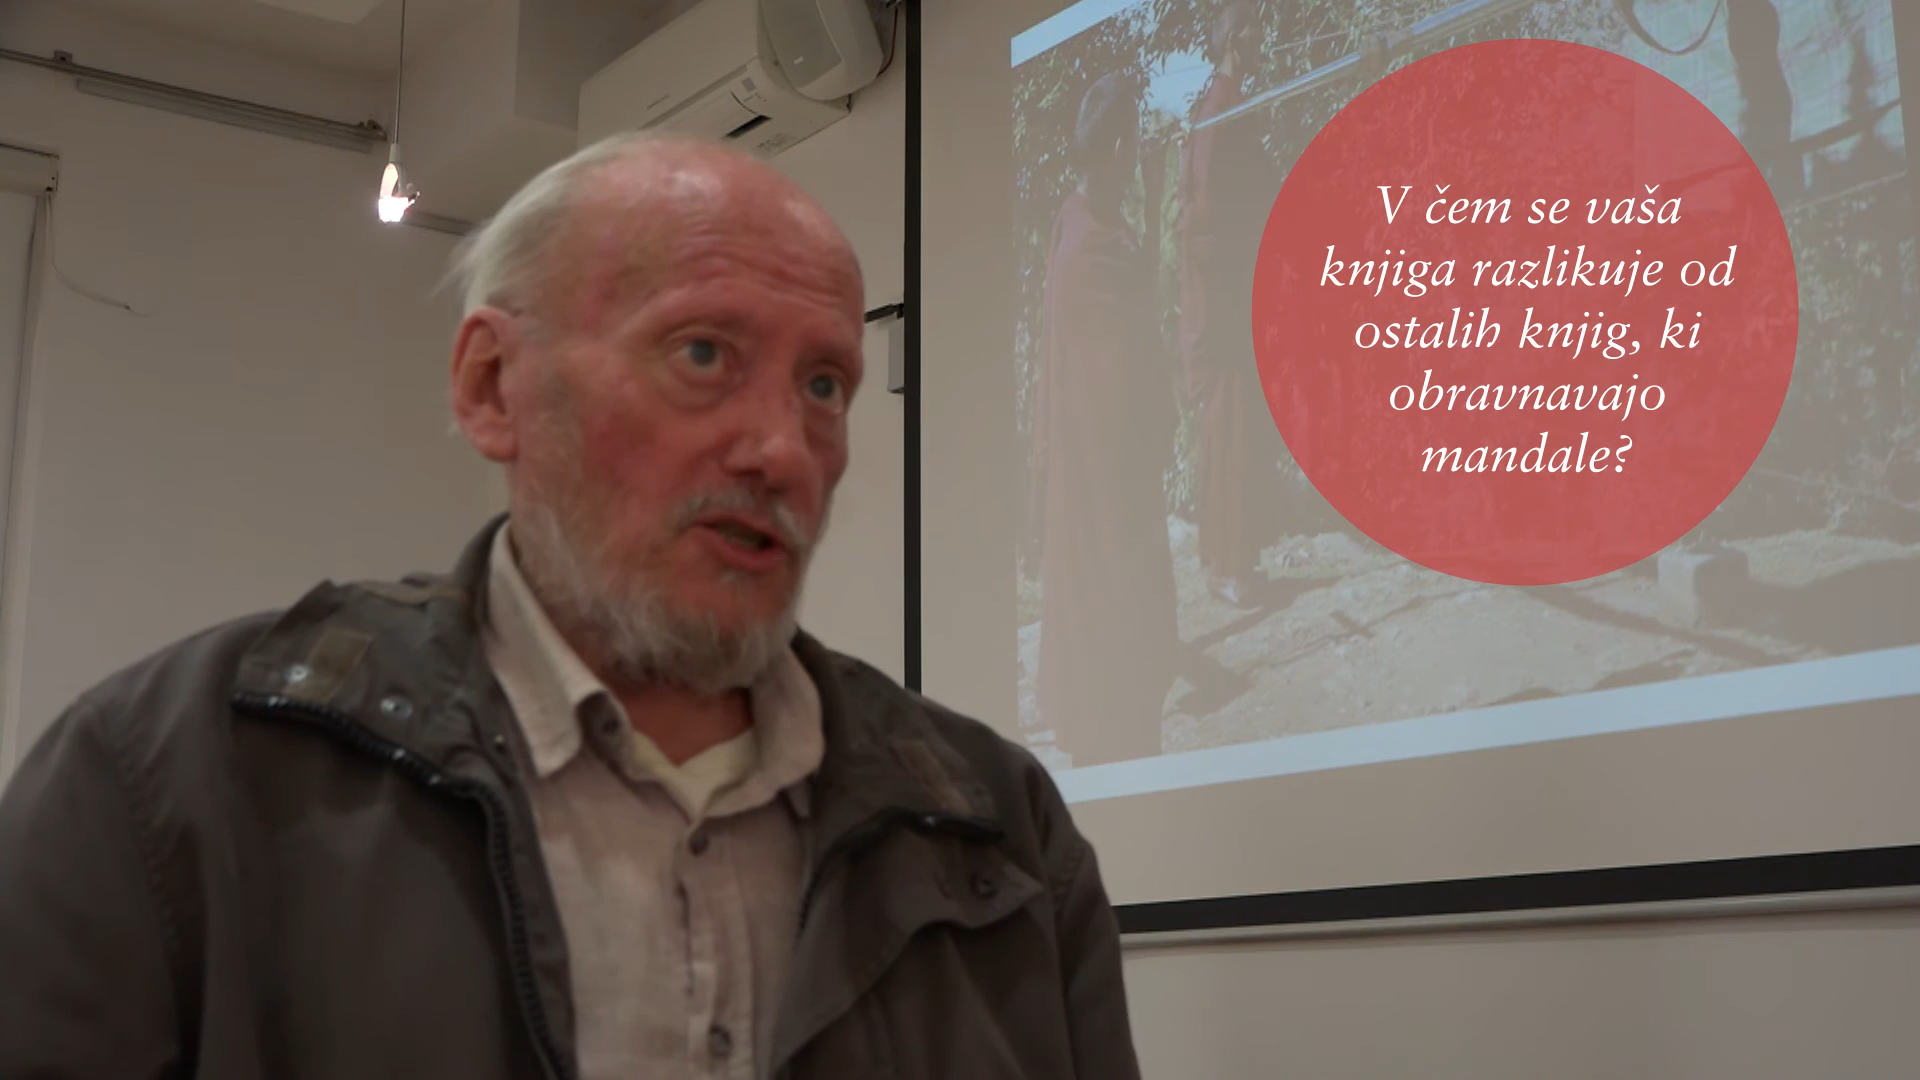 V čem se vaša
knjiga razlikuje od
ostalih knjig, ki
obravnavajo
mandale?